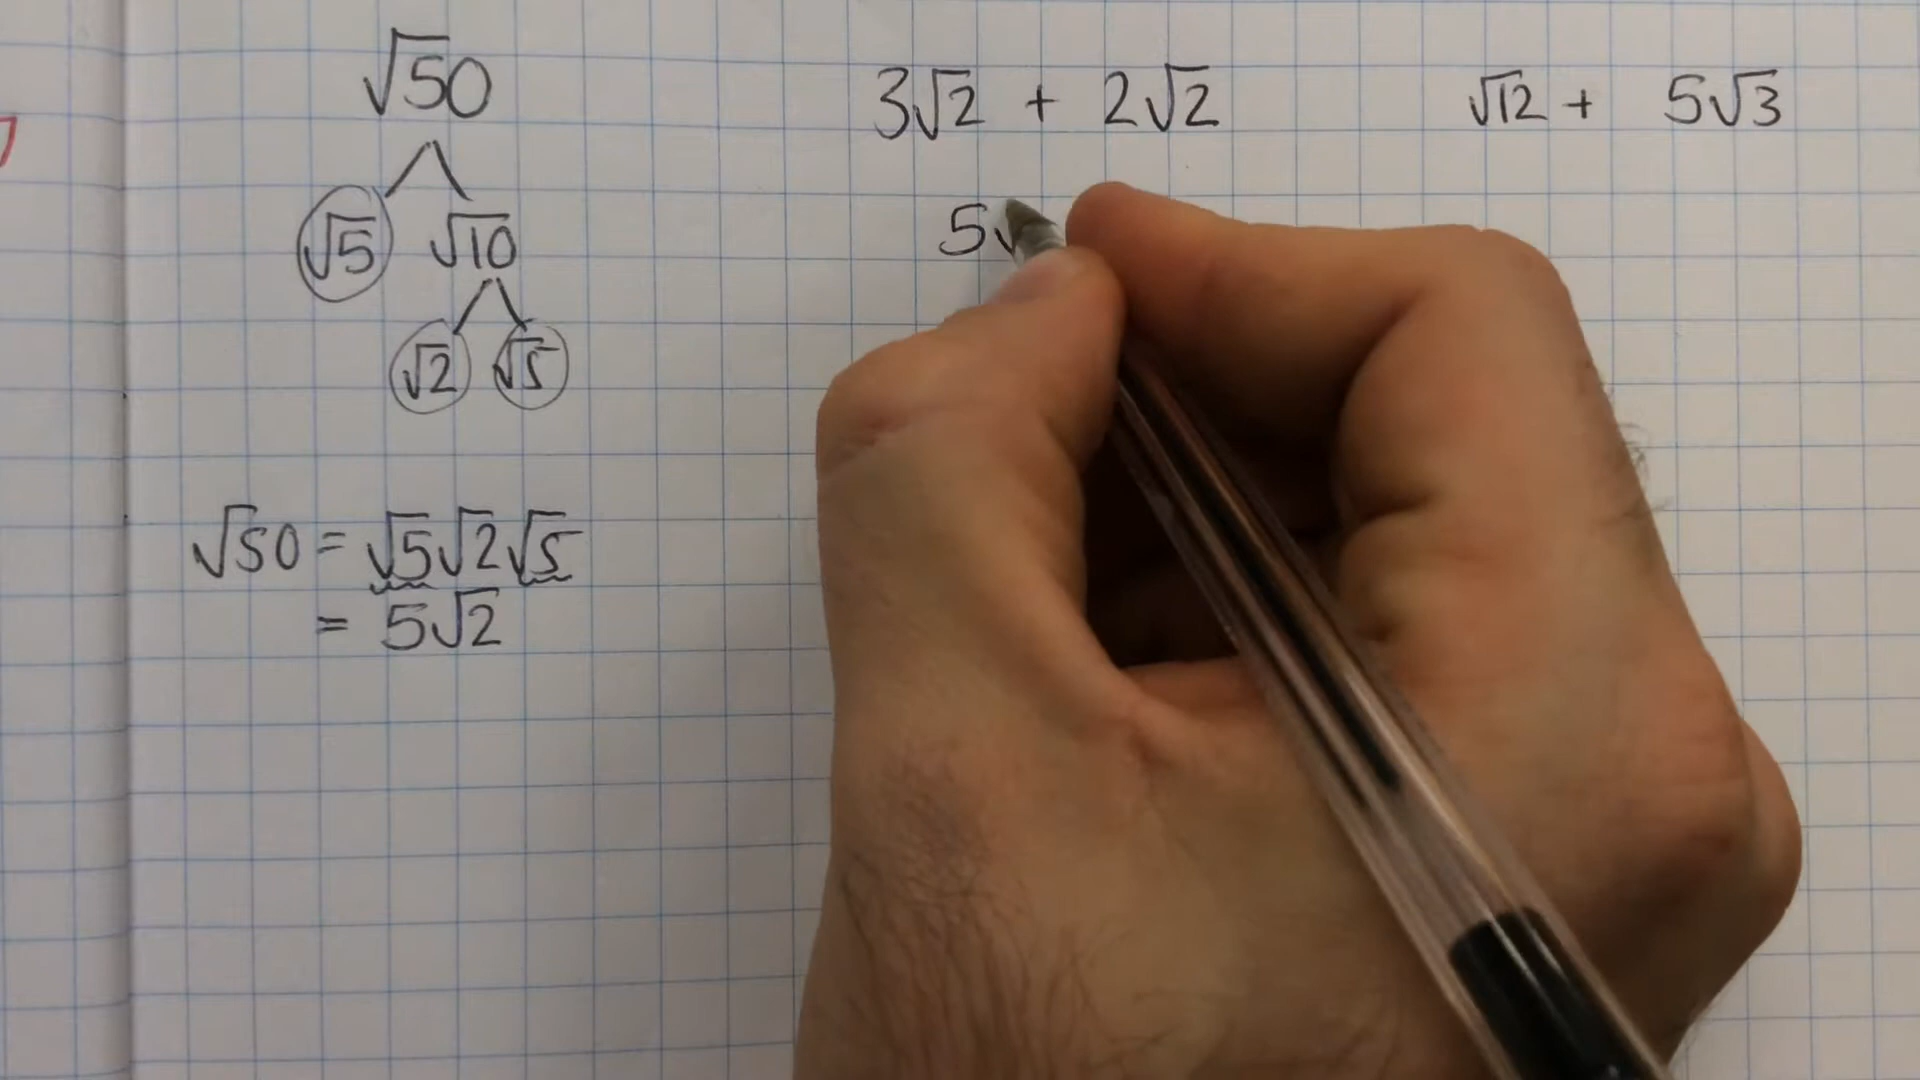 √50
√5 √10
√2 √5
√50 = √5√2√5
= 5√2
3√2 + 2√2
5√
√12 + 5√3